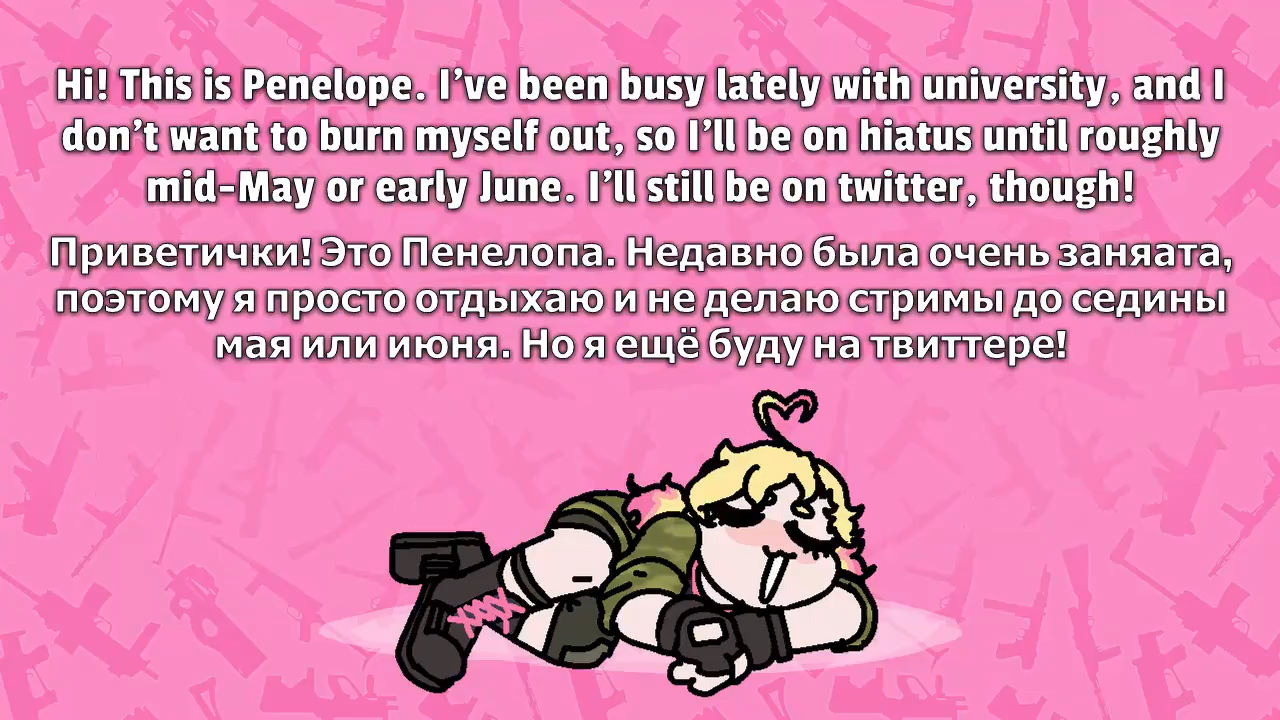 Hi! This is Penelope. I've been busy lately with university, and I
don't want to burn myself out, so I'll be on hiatus until roughly
mid-May or early June. I'll still be on twitter, though!
Приветички! Это Пенелопа. Недавно была очень заняата,
поэтому я просто отдыхаю и не делаю стримы до седины
мая или июня. Но я ещё буду на твиттере!